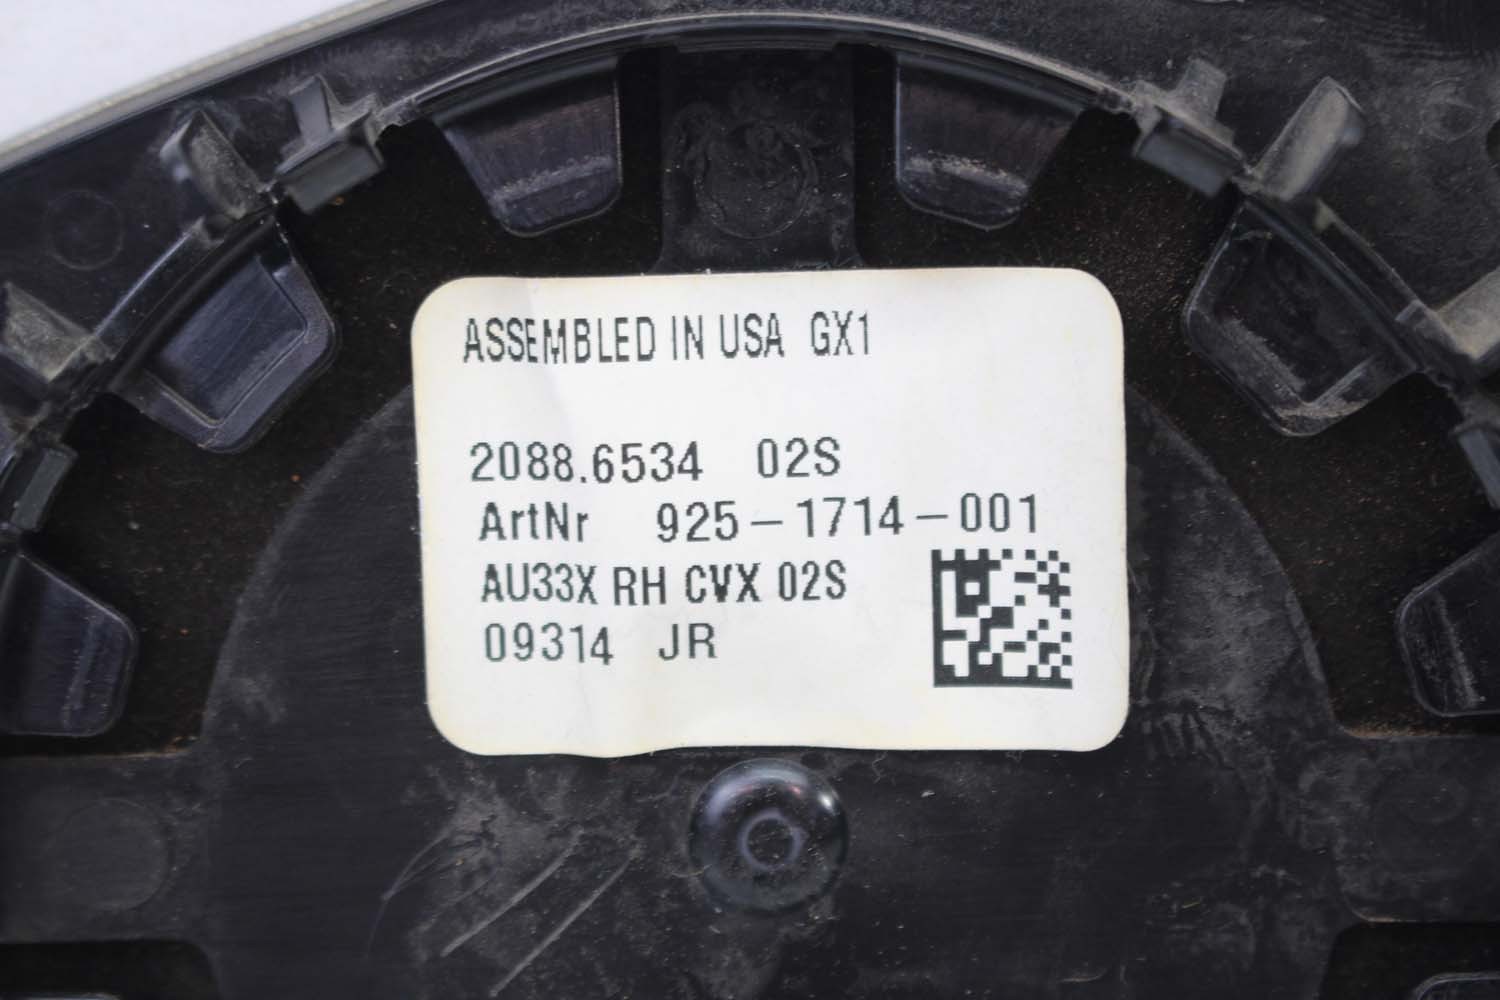 ASSEMBLED IN USA GX1
2088.6534 02S
ArtNr 925-1714-001
AU33X RH CVX 02S
09314 JR